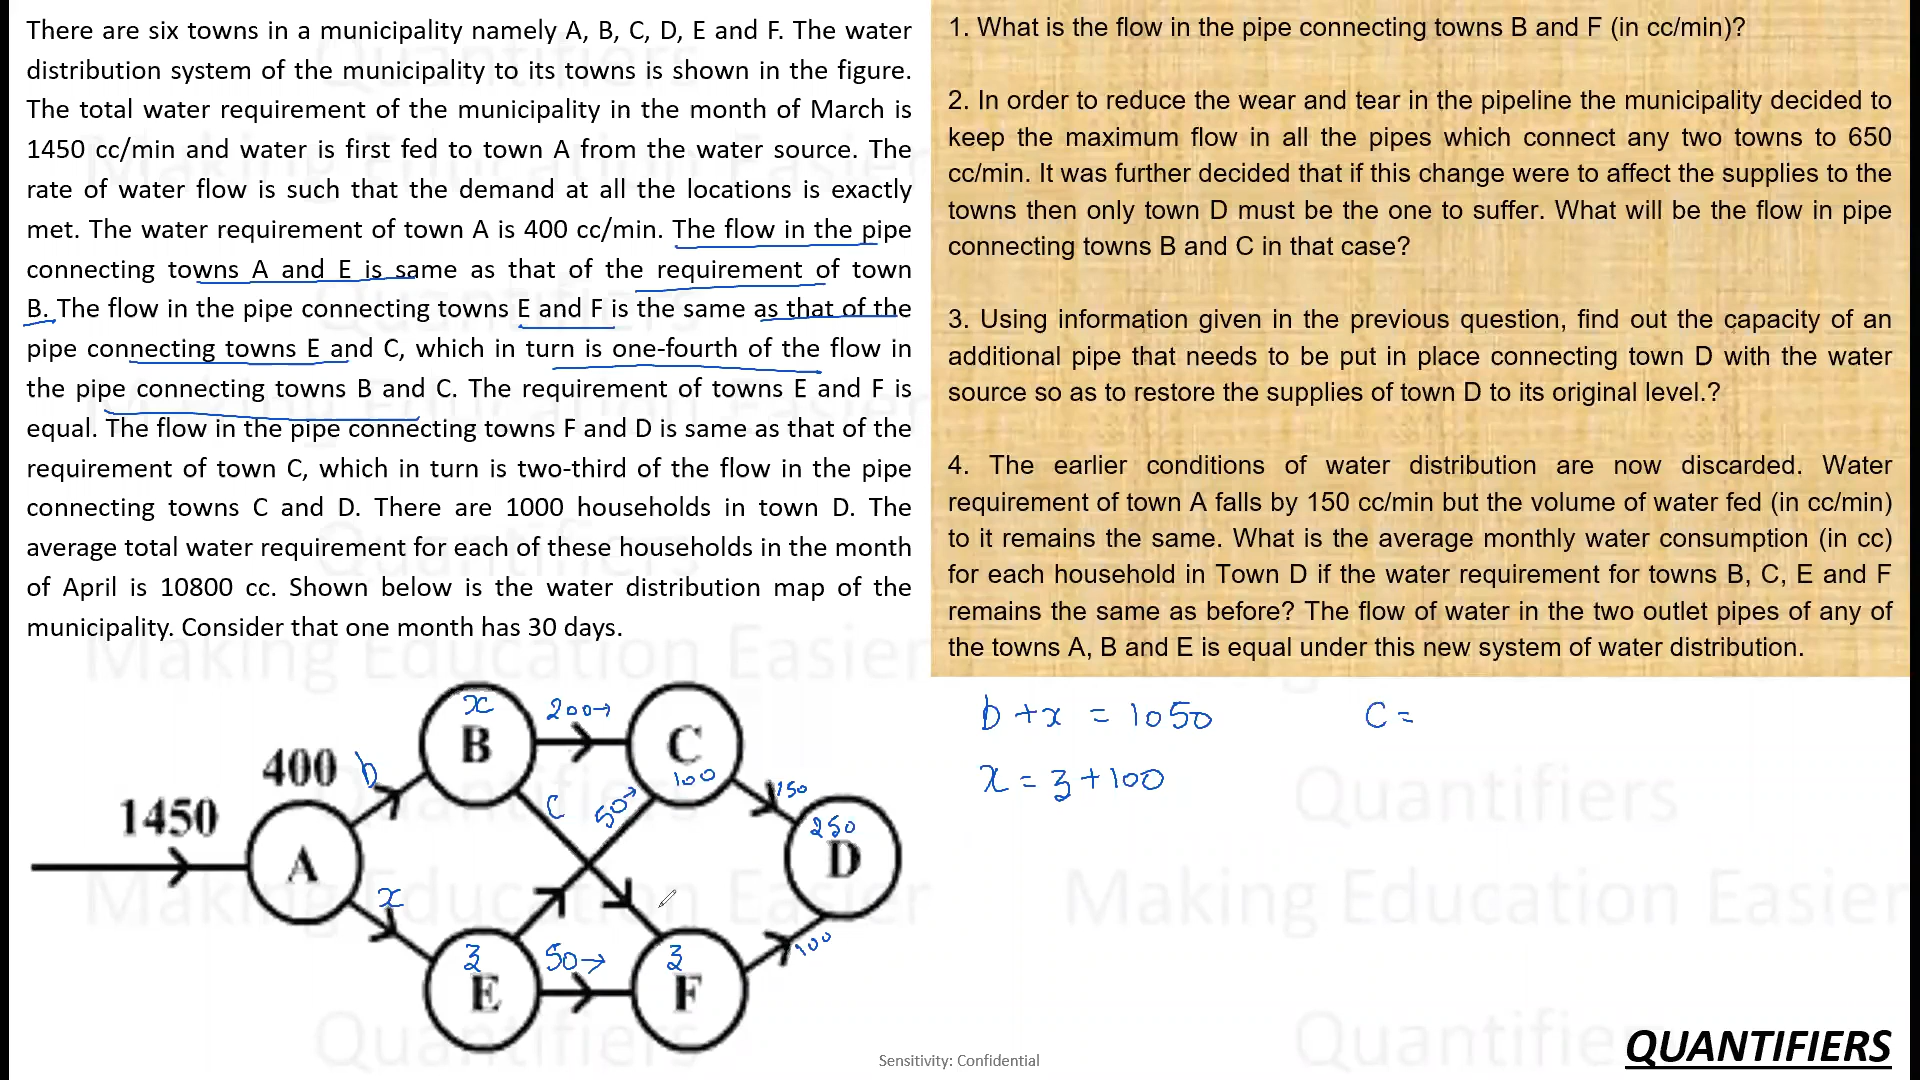 There are six towns in a municipality namely A, B, C, D, E and F. The water
distribution system of the municipality to its towns is shown in the figure.
The total water requirement of the municipality in the month of March is
1450 cc/min and water is first fed to town A from the water source. The
rate of water flow is such that the demand at all the locations is exactly
met. The water requirement of town A is 400 cc/min. The flow in the pipe
connecting towns A and E is same as that of the requirement of town
B. The flow in the pipe connecting towns E and F is the same as that of the
pipe connecting towns E and C, which in turn is one-fourth of the flow in
the pipe connecting towns B and C. The requirement of towns E and F is
equal. The flow in the pipe connecting towns F and D is same as that of the
requirement of town C, which in turn is two-third of the flow in the pipe
connecting towns C and D. There are 1000 households in town D. The
average total water requirement for each of these households in the month
of April is 10800 cc. Shown below is the water distribution map of the
municipality. Consider that one month has 30 days.
1. What is the flow in the pipe connecting towns B and F (in cc/min)?
2. In order to reduce the wear and tear in the pipeline the municipality decided to
keep the maximum flow in all the pipes which connect any two towns to 650
cc/min. It was further decided that if this change were to affect the supplies to the
towns then only town D must be the one to suffer. What will be the flow in pipe
connecting towns B and C in that case?
3. Using information given in the previous question, find out the capacity of an
additional pipe that needs to be put in place connecting town D with the water
source so as to restore the supplies of town D to its original level.?
4. The earlier conditions of water distribution are now discarded. Water
requirement of town A falls by 150 cc/min but the volume of water fed (in cc/min)
to it remains the same. What is the average monthly water consumption (in cc)
for each household in Town D if the water requirement for towns B, C, E and F
remains the same as before? The flow of water in the two outlet pipes of any of
the towns A, B and E is equal under this new system of water distribution.
x
B
200→
C
100
400
b
1450
A
c
50→
150
250
D
x
3
E
50→
3
F
100
b + x = 1050
c =
x = 3 + 100
Quantifiers
Making Education Easier
QUANTIFIERS
Sensitivity: Confidential